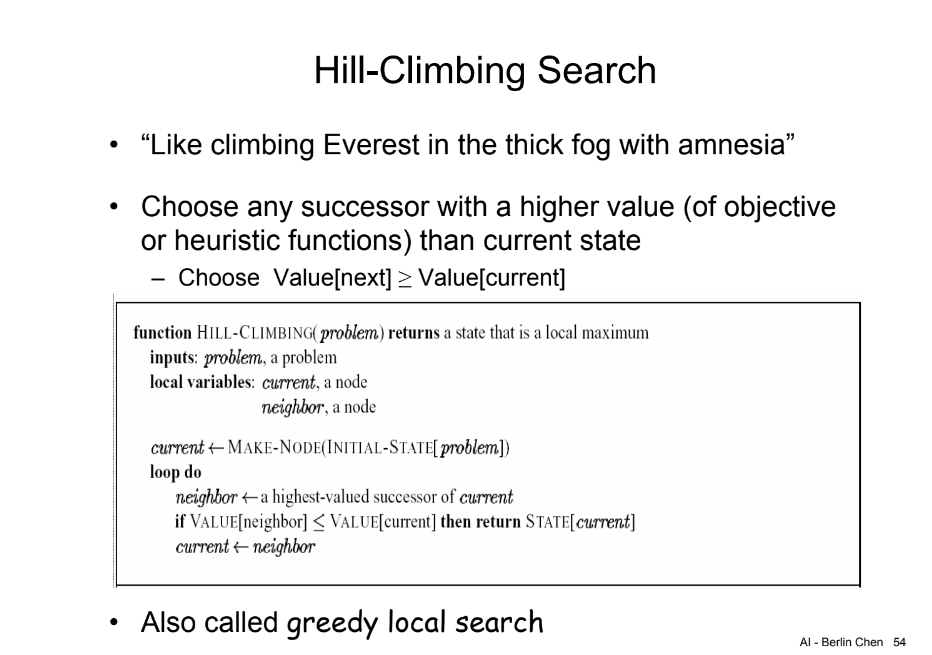 Hill-Climbing Search
• “Like climbing Everest in the thick fog with amnesia”
• Choose any successor with a higher value (of objective
or heuristic functions) than current state
– Choose Value[next] ≥ Value[current]
function HILL-CLIMBING( problem) returns a state that is a local maximum
inputs: problem, a problem
local variables: current, a node
neighbor, a node
current ← MAKE-NODE(INITIAL-STATE[problem])
loop do
neighbor ← a highest-valued successor of current
if VALUE[neighbor] ≤ VALUE[current] then return STATE[current]
current ← neighbor
• Also called greedy local search
AI - Berlin Chen 54